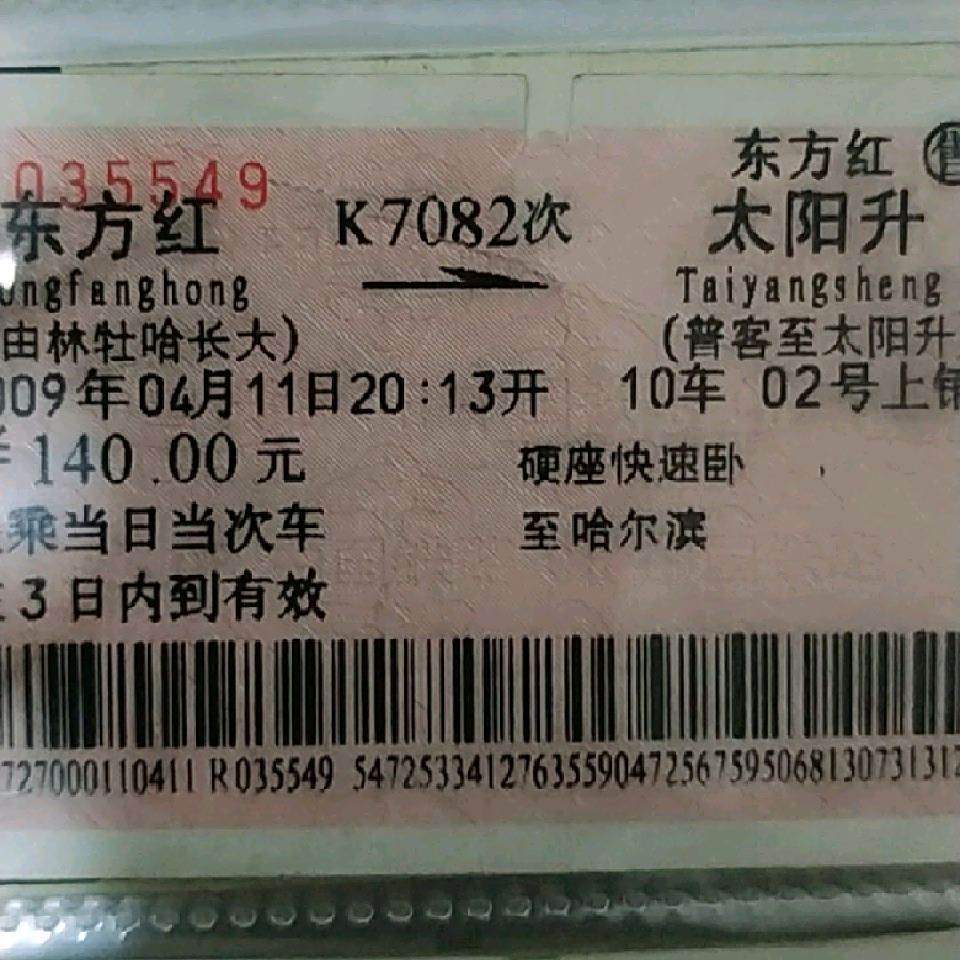 东方红 售
035549
东方红 K7082次 太阳升
ongfanghong Taiyangsheng
(由林牡哈长大) (普客至太阳升
009年04月11日20:13开 10车 02号上铺
140.00元 硬座快速卧
乘当日当次车 至哈尔滨
3日内到有效
727000110411 R035549 54725334127635590472567595068130731312